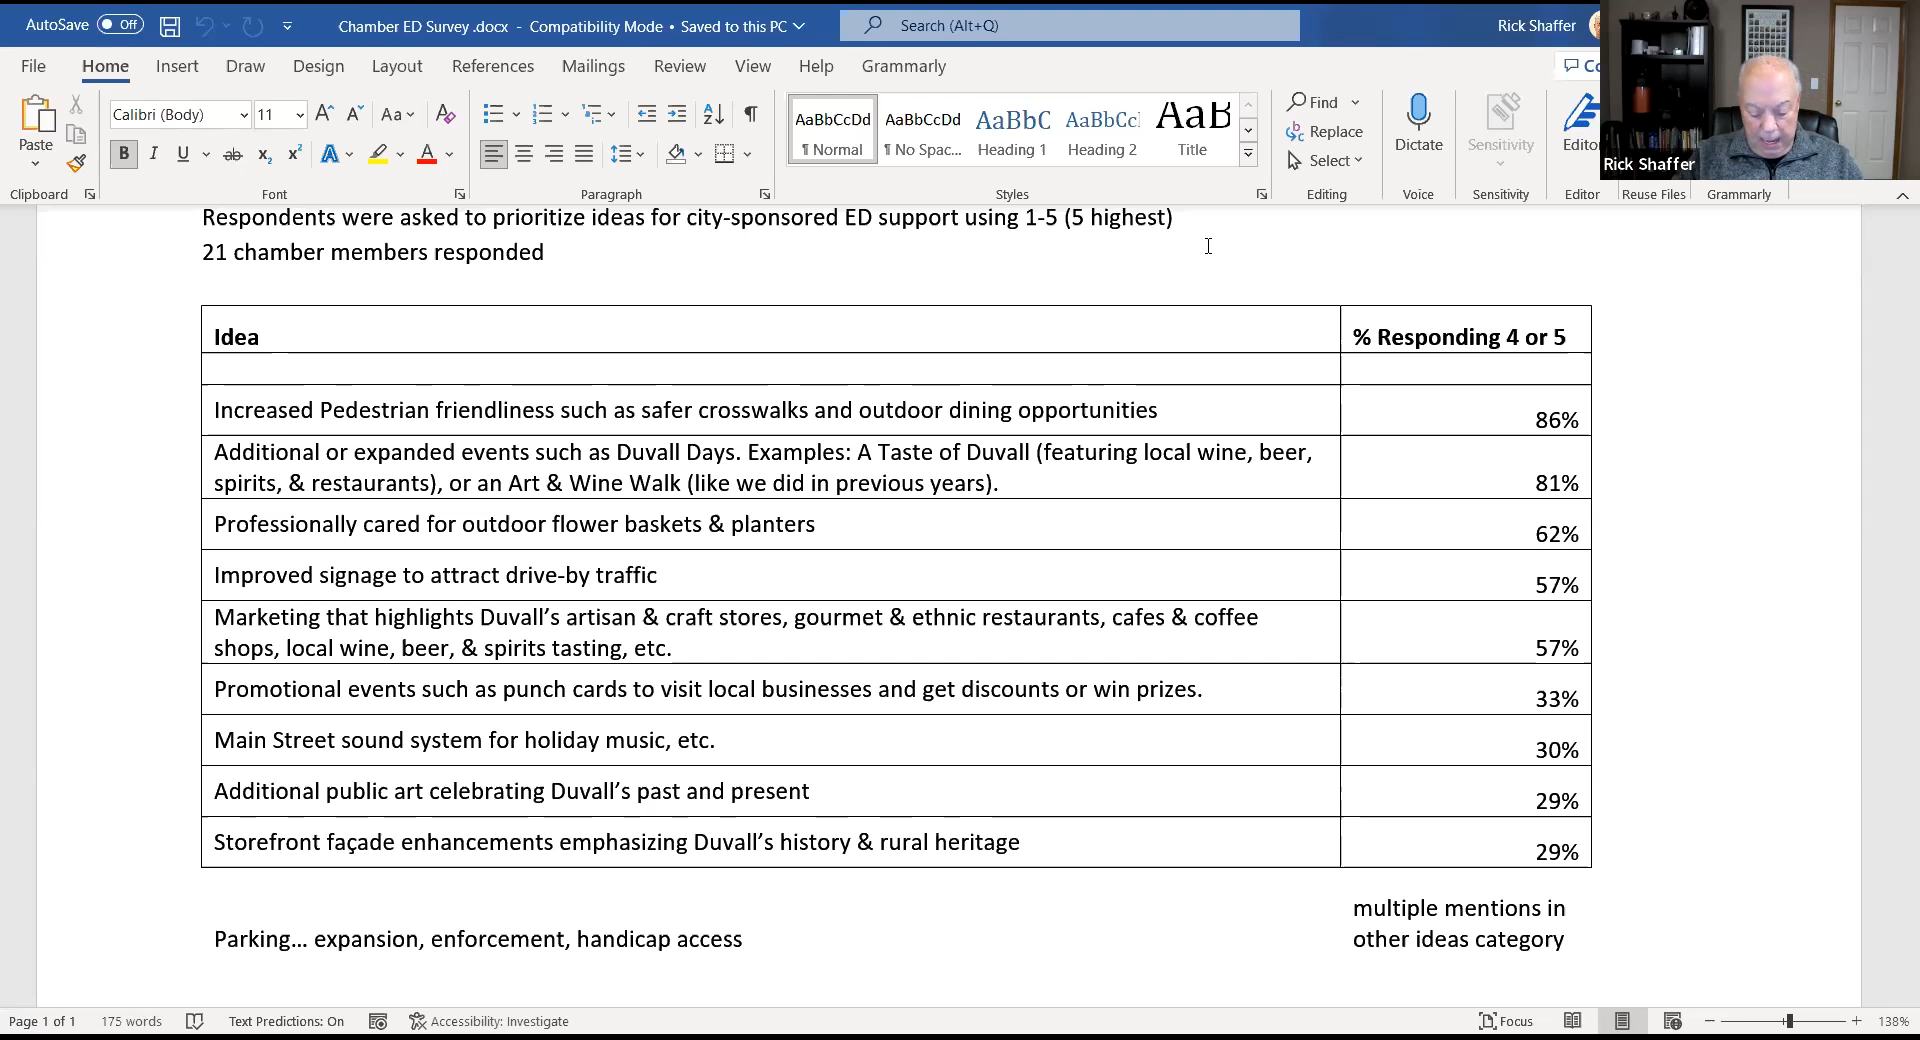 AutoSave Off Chamber ED Survey .docx - Compatibility Mode • Saved to this PC Search (Alt+Q) Rick Shaffer
File Home Insert Draw Design Layout References Mailings Review View Help Grammarly
Calibri (Body) 11 Aa
Paste
B I U ab x₂ x² A A
AaBbCcDd AaBbCcDd AaBbC AaBbCcI AaB
¶ Normal ¶ No Spac... Heading 1 Heading 2 Title
Find
Replace
Select
Dictate Sensitivity
Rick Shaffer
Clipboard Font Paragraph Styles Editing Voice Sensitivity Editor Reuse Files Grammarly
Respondents were asked to prioritize ideas for city-sponsored ED support using 1-5 (5 highest)
21 chamber members responded
Idea % Responding 4 or 5
Increased Pedestrian friendliness such as safer crosswalks and outdoor dining opportunities 86%
Additional or expanded events such as Duvall Days. Examples: A Taste of Duvall (featuring local wine, beer,
spirits, & restaurants), or an Art & Wine Walk (like we did in previous years). 81%
Professionally cared for outdoor flower baskets & planters 62%
Improved signage to attract drive-by traffic 57%
Marketing that highlights Duvall’s artisan & craft stores, gourmet & ethnic restaurants, cafes & coffee
shops, local wine, beer, & spirits tasting, etc. 57%
Promotional events such as punch cards to visit local businesses and get discounts or win prizes. 33%
Main Street sound system for holiday music, etc. 30%
Additional public art celebrating Duvall’s past and present 29%
Storefront façade enhancements emphasizing Duvall’s history & rural heritage 29%
multiple mentions in
Parking... expansion, enforcement, handicap access other ideas category
Page 1 of 1 175 words Text Predictions: On Accessibility: Investigate Focus 138%